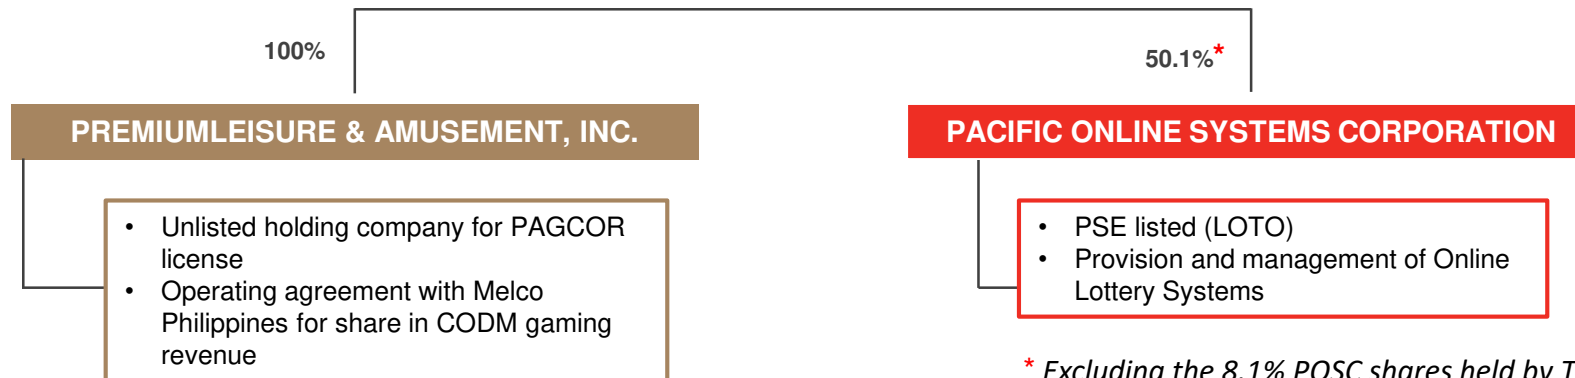 100%
50.1%*
PREMIUMLEISURE & AMUSEMENT, INC.
PACIFIC ONLINE SYSTEMS CORPORATION
• Unlisted holding company for PAGCOR
license
• Operating agreement with Melco
Philippines for share in CODM gaming
revenue
• PSE listed (LOTO)
• Provision and management of Online
Lottery Systems
* Excluding the 8.1% POSC shares held by